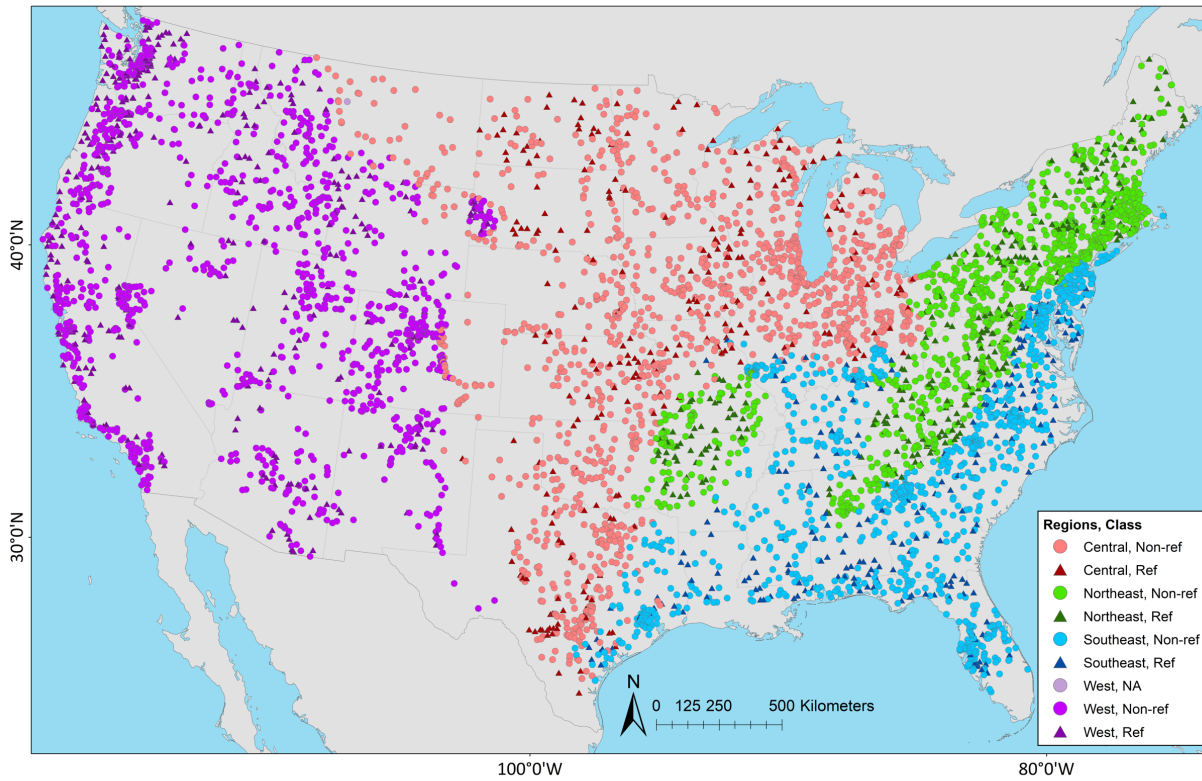 40°0'N
30°0'N
100°0'W
80°0'W
N
0 125 250 500 Kilometers
Regions, Class
Central, Non-ref
Central, Ref
Northeast, Non-ref
Northeast, Ref
Southeast, Non-ref
Southeast, Ref
West, NA
West, Non-ref
West, Ref